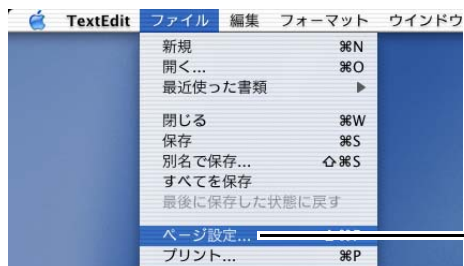 TextEdit ファイル 編集 フォーマット ウインドウ
新規 ⌘N
開く... ⌘O
最近使った書類 ▶
閉じる ⌘W
保存 ⌘S
別名で保存... ⇧⌘S
すべてを保存
最後に保存した状態に戻す
ページ設定...
プリント... ⌘P